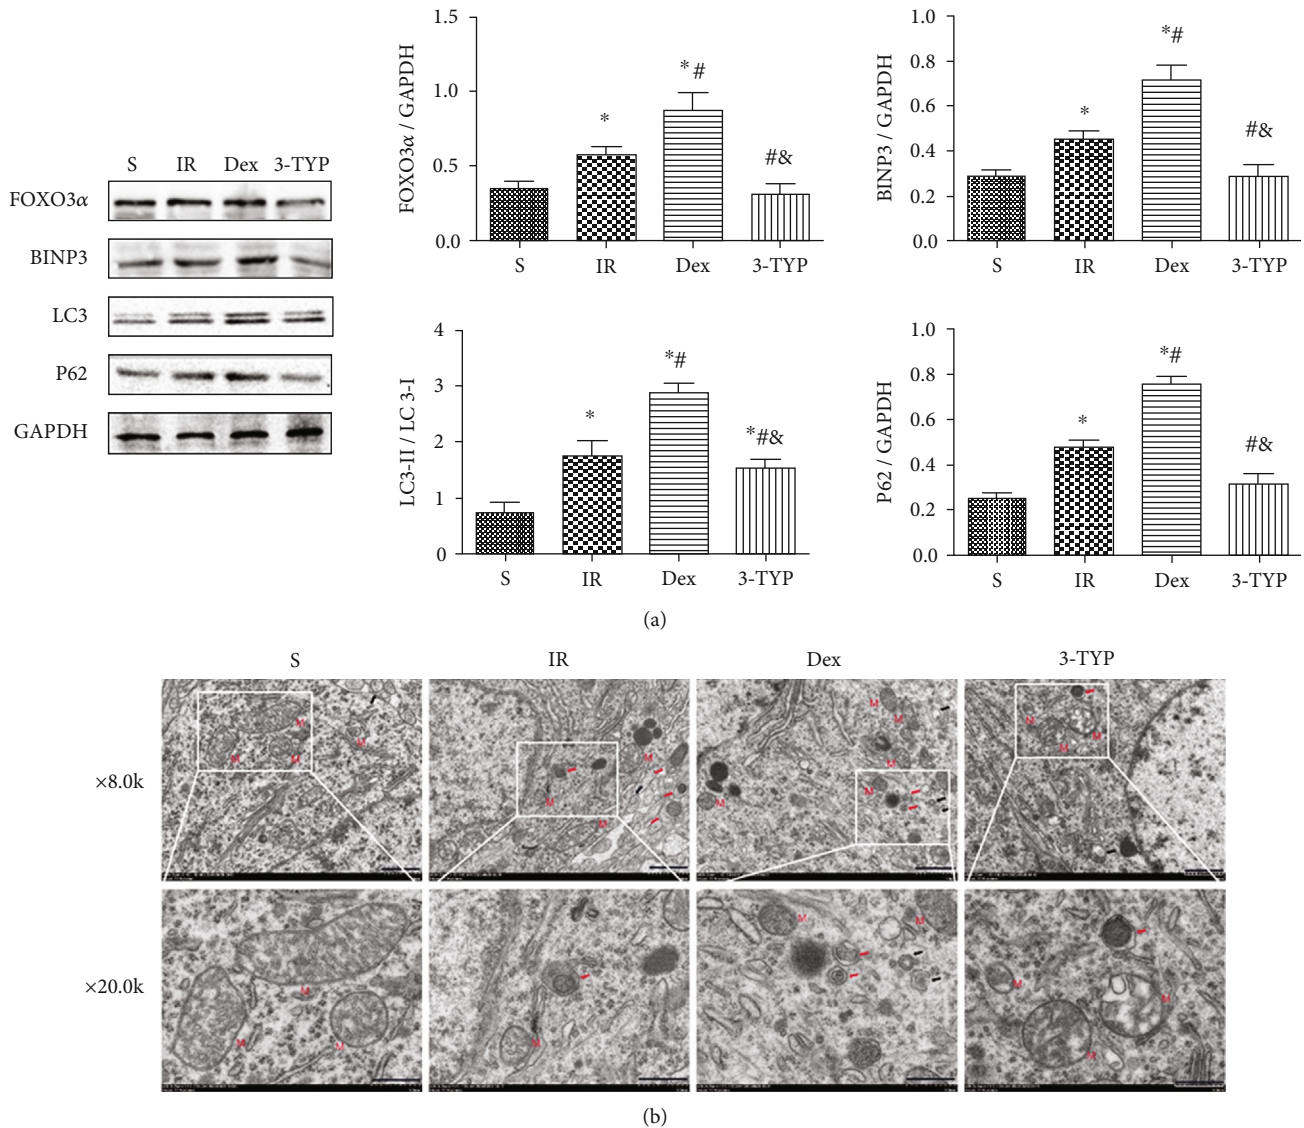 S IR Dex 3-TYP
FOXO3α
BINP3
LC3
P62
GAPDH
FOXO3α / GAPDH
1.5
1.0
0.5
0.0
*
*#
#&
S IR Dex 3-TYP
BINP3 / GAPDH
1.0
0.8
0.6
0.4
0.2
0.0
*
*#
#&
S IR Dex 3-TYP
LC3-II / LC 3-I
4
3
2
1
0
*
*#
*#&
S IR Dex 3-TYP
P62 / GAPDH
1.0
0.8
0.6
0.4
0.2
0.0
*
*#
#&
S IR Dex 3-TYP
(a)
S IR Dex 3-TYP
×8.0k
M M M M
M M M
M M M M M
M M M
×20.0k
M M M
M
M M
M M M
(b)